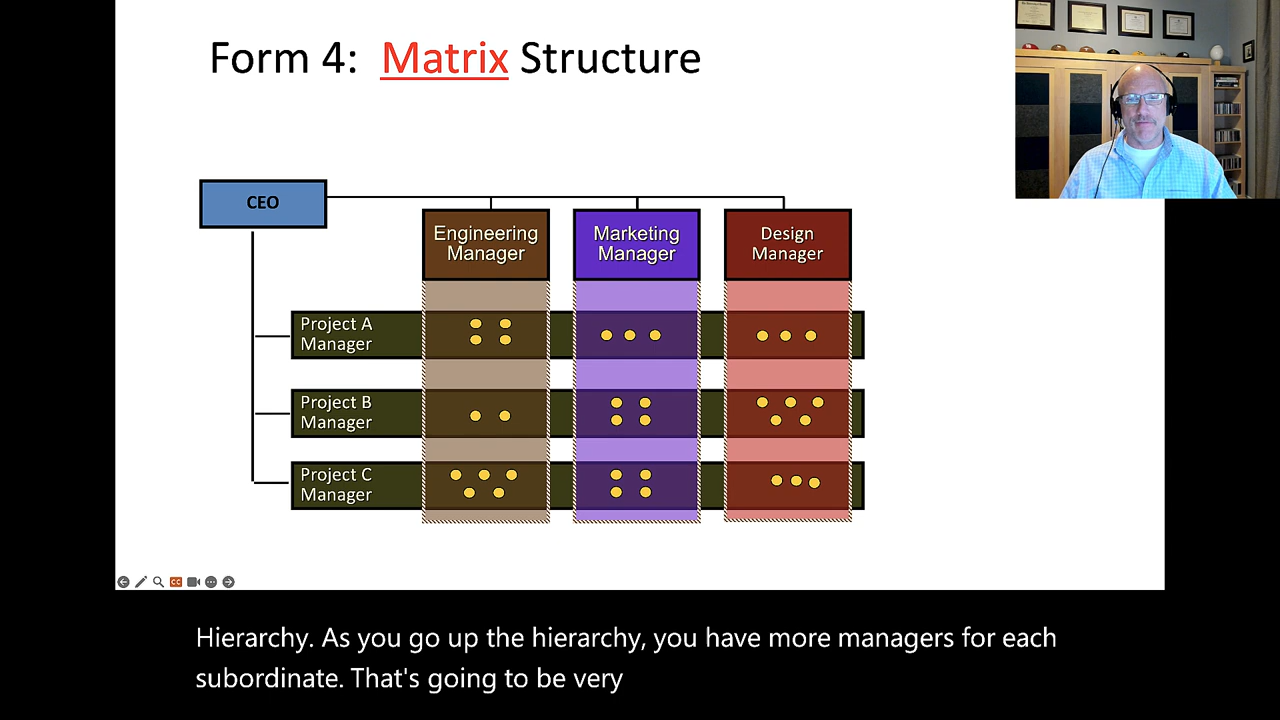 Form 4: Matrix Structure
CEO
Engineering
Manager
Marketing
Manager
Design
Manager
Project A
Manager
Project B
Manager
Project C
Manager
CC
Hierarchy. As you go up the hierarchy, you have more managers for each
subordinate. That's going to be very